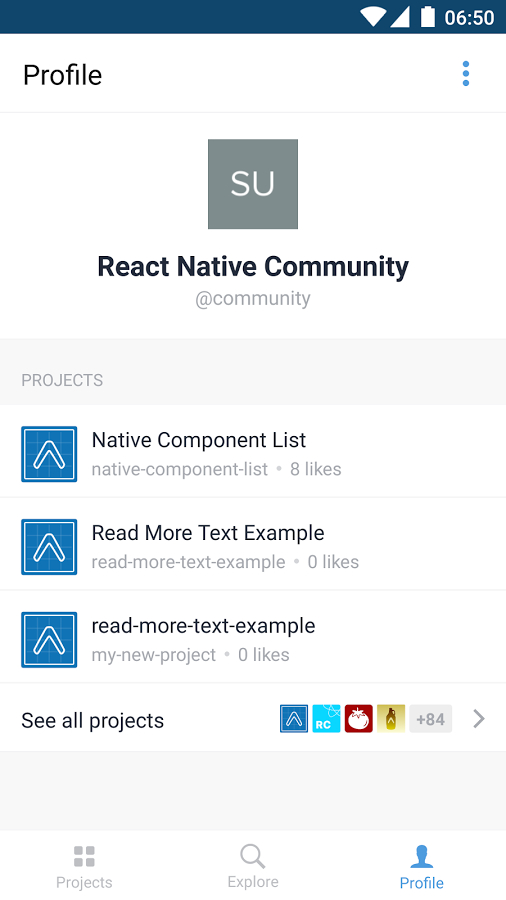 06:50
Profile
SU
React Native Community
@community
PROJECTS
Native Component List
native-component-list • 8 likes
Read More Text Example
read-more-text-example • 0 likes
read-more-text-example
my-new-project • 0 likes
See all projects RC +84
Projects Explore Profile